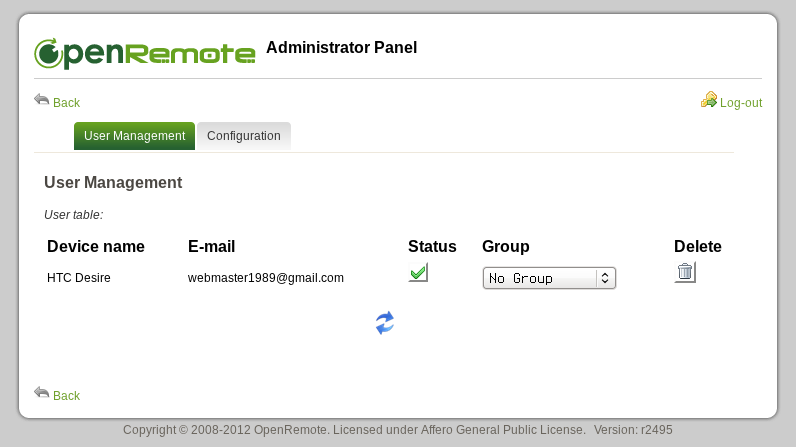 OpenRemote Administrator Panel
Back Log-out
User Management Configuration
User Management
User table:
Device name E-mail Status Group Delete
HTC Desire webmaster1989@gmail.com No Group
Back
Copyright © 2008-2012 OpenRemote. Licensed under Affero General Public License. Version: r2495